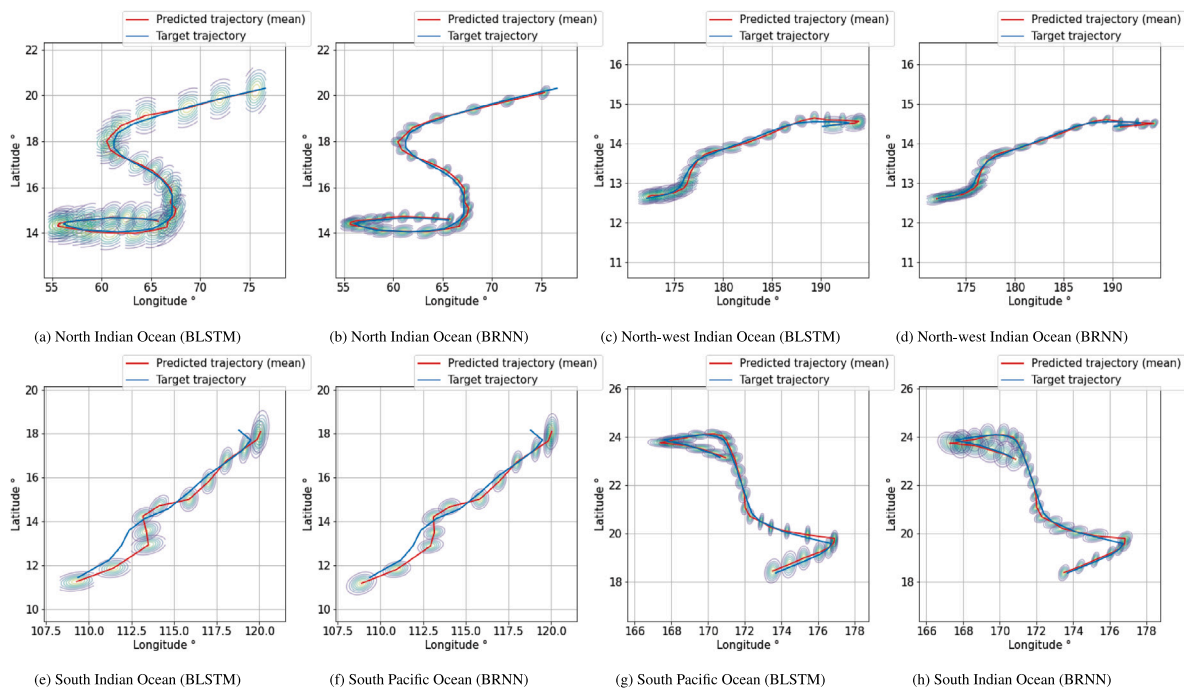 Predicted trajectory (mean)
Target trajectory
22
20
18
16
14
55 60 65 70 75
Latitude °
Longitude °
(a) North Indian Ocean (BLSTM)
Predicted trajectory (mean)
Target trajectory
22
20
18
16
14
55 60 65 70 75
Latitude °
Longitude °
(b) North Indian Ocean (BRNN)
Predicted trajectory (mean)
Target trajectory
16
15
14
13
12
11
175 180 185 190
Latitude °
Longitude °
(c) North-west Indian Ocean (BLSTM)
Predicted trajectory (mean)
Target trajectory
16
15
14
13
12
11
175 180 185 190
Latitude °
Longitude °
(d) North-west Indian Ocean (BRNN)
Predicted trajectory (mean)
Target trajectory
20
18
16
14
12
10
107.5 110.0 112.5 115.0 117.5 120.0
Latitude °
Longitude °
(e) South Indian Ocean (BLSTM)
Predicted trajectory (mean)
Target trajectory
20
18
16
14
12
10
107.5 110.0 112.5 115.0 117.5 120.0
Latitude °
Longitude °
(f) South Pacific Ocean (BRNN)
Predicted trajectory (mean)
Target trajectory
26
24
22
20
18
166 168 170 172 174 176 178
Latitude °
Longitude °
(g) South Pacific Ocean (BLSTM)
Predicted trajectory (mean)
Target trajectory
26
24
22
20
18
166 168 170 172 174 176 178
Latitude °
Longitude °
(h) South Indian Ocean (BRNN)